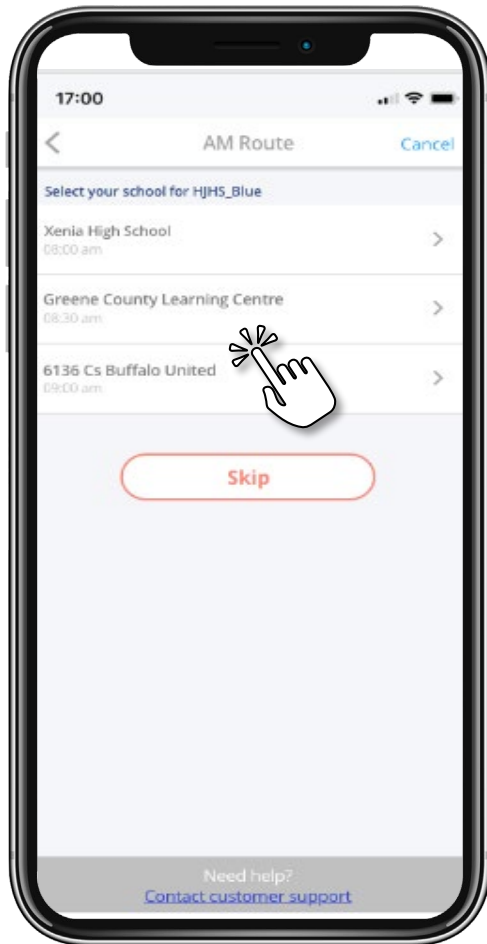 17:00
AM Route Cancel
Select your school for HJHS_Blue
Xenia High School
08:00 am
Greene County Learning Centre
08:30 am
6136 Cs Buffalo United
09:00 am
Skip
Need help?
Contact customer support